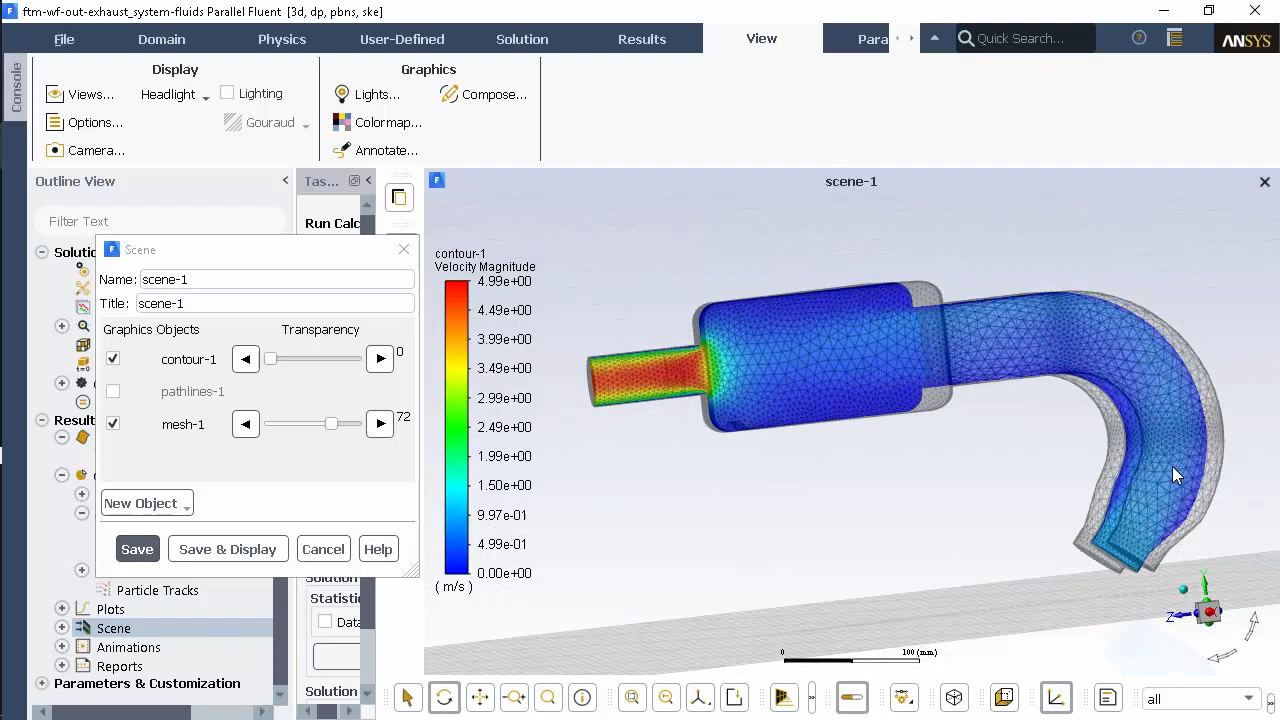 ftm-wf-out-exhaust_system-fluids Parallel Fluent [3d, dp, pbns, ske]
File Domain Physics User-Defined Solution Results View Para Quick Search... ANSYS
Console
Display
Graphics
Views... Headlight Lighting Lights... Compose...
Options... Gouraud Colormap...
Camera... Annotate...
Outline View
Tas...
scene-1
Filter Text
Run Calc
Solutio
Scene
Name: scene-1
Title: scene-1
Graphics Objects Transparency
contour-1 0
pathlines-1
mesh-1 72
New Object
Save Save & Display Cancel Help
Result
Particle Tracks
Plots
Scene
Animations
Reports
Parameters & Customization
Solution
Statistic
Data
Solution
contour-1
Velocity Magnitude
4.99e+00
4.49e+00
3.99e+00
3.49e+00
2.99e+00
2.49e+00
1.99e+00
1.50e+00
9.97e-01
4.99e-01
0.00e+00
( m/s )
Y
Z
0 100 (mm)
all